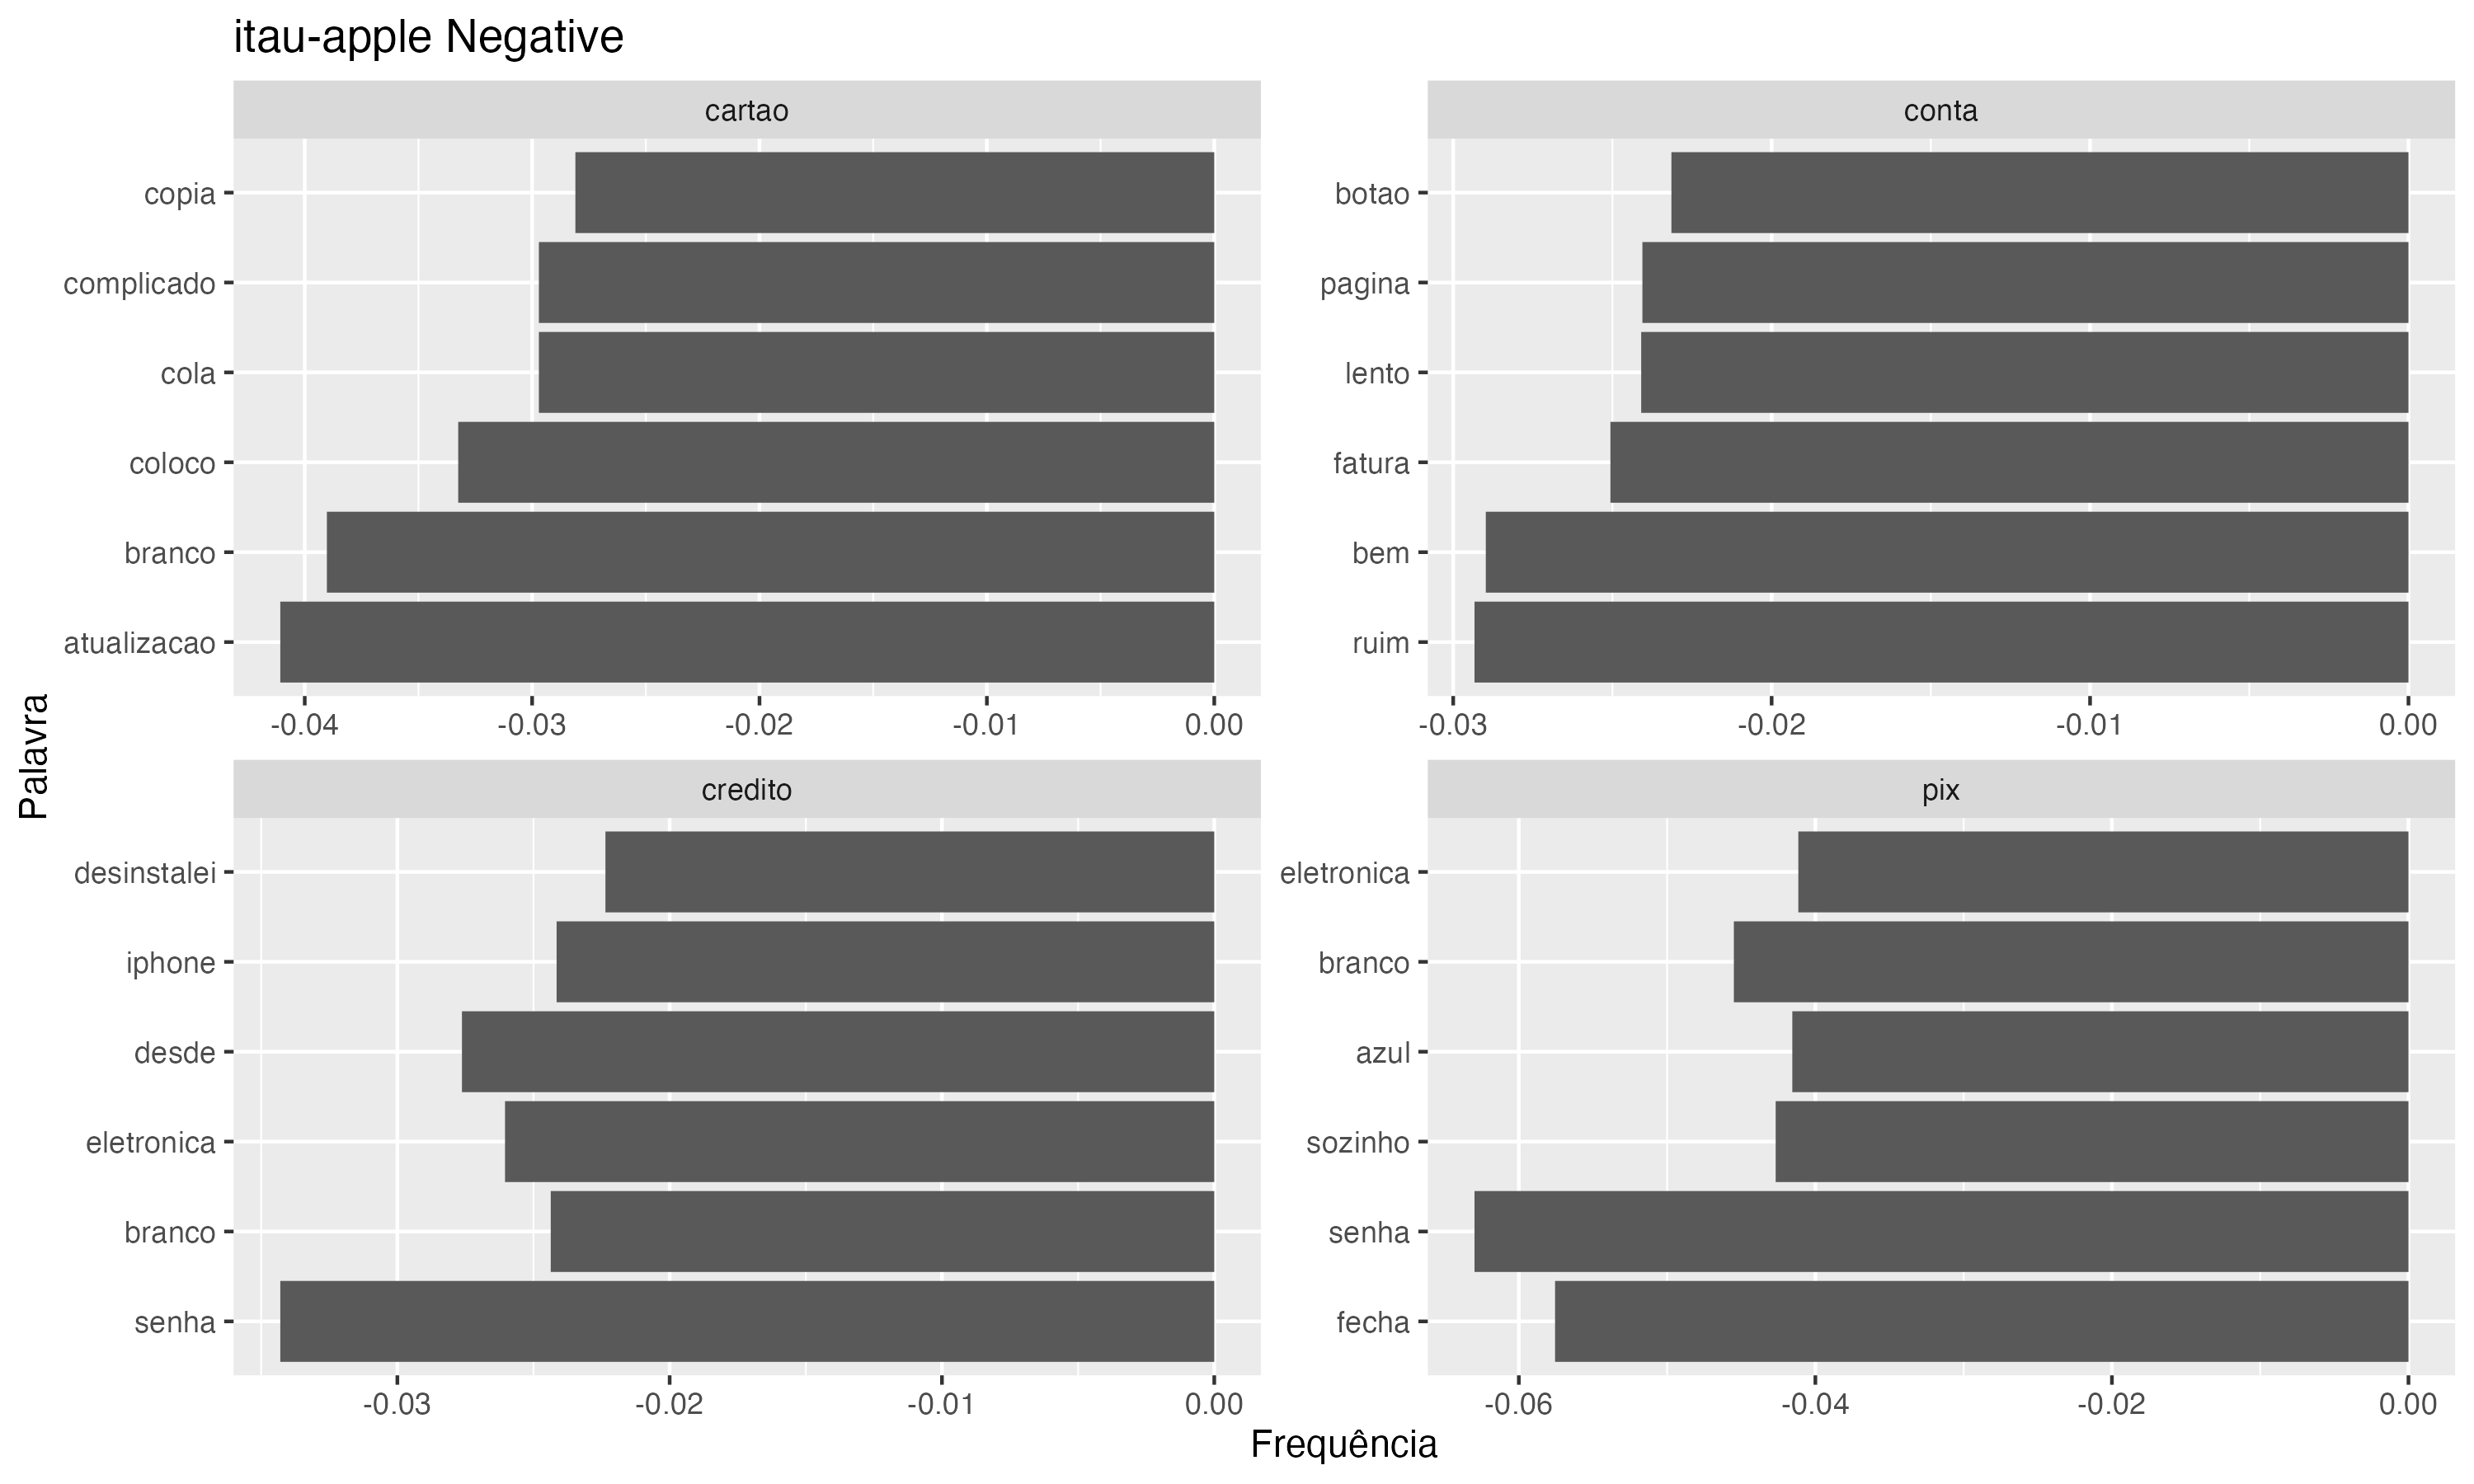 itau-apple Negative
cartao
copia
complicado
cola
coloco
branco
atualizacao
-0.04 -0.03 -0.02 -0.01 0.00
conta
botao
pagina
lento
fatura
bem
ruim
-0.03 -0.02 -0.01 0.00
credito
desinstalei
iphone
desde
eletronica
branco
senha
-0.03 -0.02 -0.01 0.00
pix
eletronica
branco
azul
sozinho
senha
fecha
-0.06 -0.04 -0.02 0.00
Palavra
Frequência